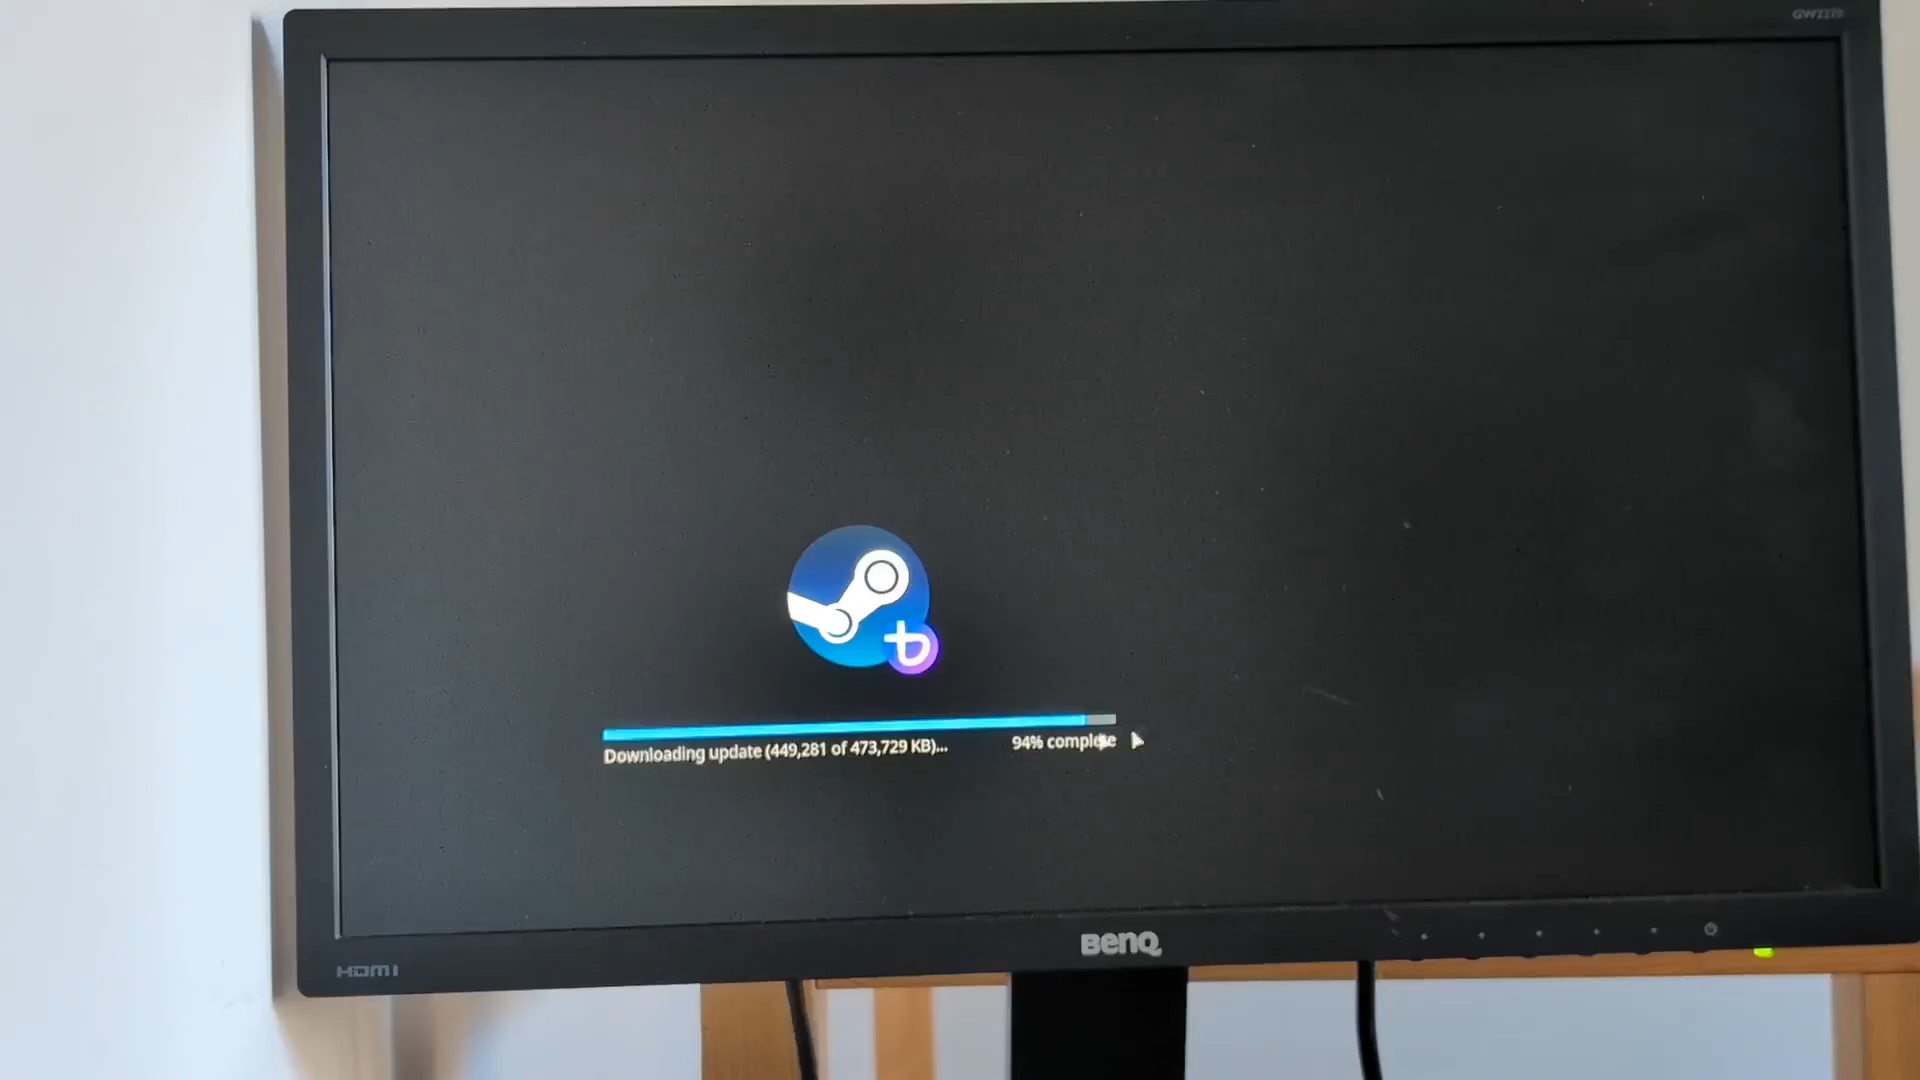 Downloading update (449,281 of 473,729 KB)...
94% complete
BenQ
HDMI